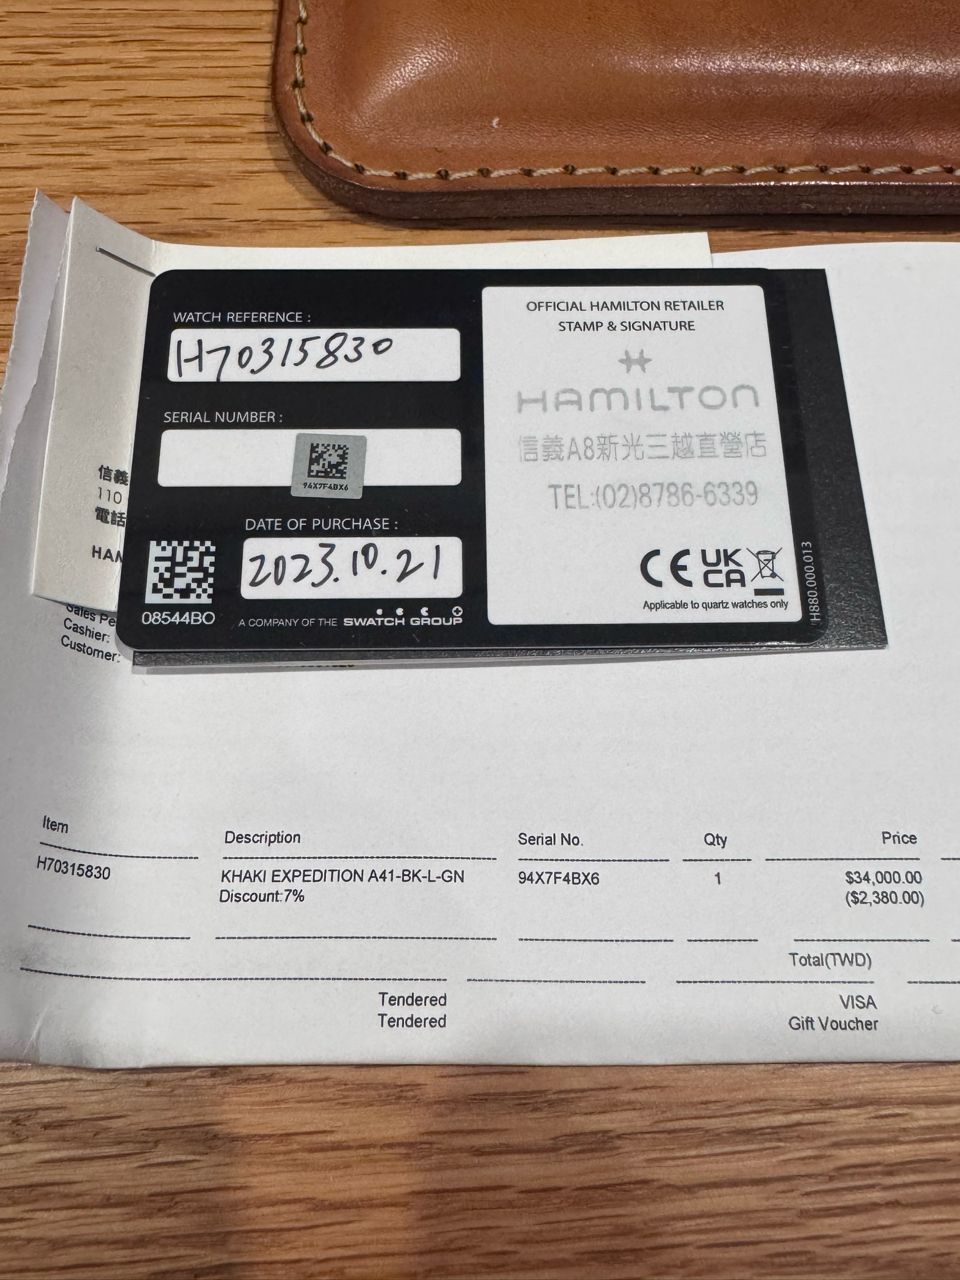 WATCH REFERENCE :
H70315830
SERIAL NUMBER :
94X7F4BX6
DATE OF PURCHASE :
2023.10.21
08544BO
A COMPANY OF THE SWATCH GROUP
OFFICIAL HAMILTON RETAILER
STAMP & SIGNATURE
HAMILTON
信義A8新光三越直營店
TEL:(02)8786-6339
CE UK
CA
Applicable to quartz watches only
H880.000.013
信義
110
電話
HAM
Sales Pe
Cashier:
Customer:
Item Description Serial No. Qty Price
H70315830 KHAKI EXPEDITION A41-BK-L-GN 94X7F4BX6 1 $34,000.00
Discount:7% ($2,380.00)
Total(TWD)
Tendered VISA
Tendered Gift Voucher